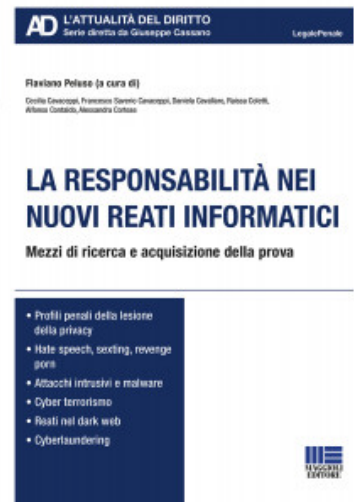 AD L'ATTUALITÀ DEL DIRITTO
Serie diretta da Giuseppe Cassano
LegalePenale
Flaviano Peluso (a cura di)
Cecilia Cavaceppi, Francesco Saverio Cavaceppi, Daniela Cavallaro, Raissa Coletti,
Alfonso Contaldo, Alessandra Cortese
LA RESPONSABILITÀ NEI
NUOVI REATI INFORMATICI
Mezzi di ricerca e acquisizione della prova
• Profili penali della lesione
della privacy
• Hate speech, sexting, revenge
porn
• Attacchi intrusivi e malware
• Cyber terrorismo
• Reati nel dark web
• Cyberlaundering
MAGGIOLI
EDITORE